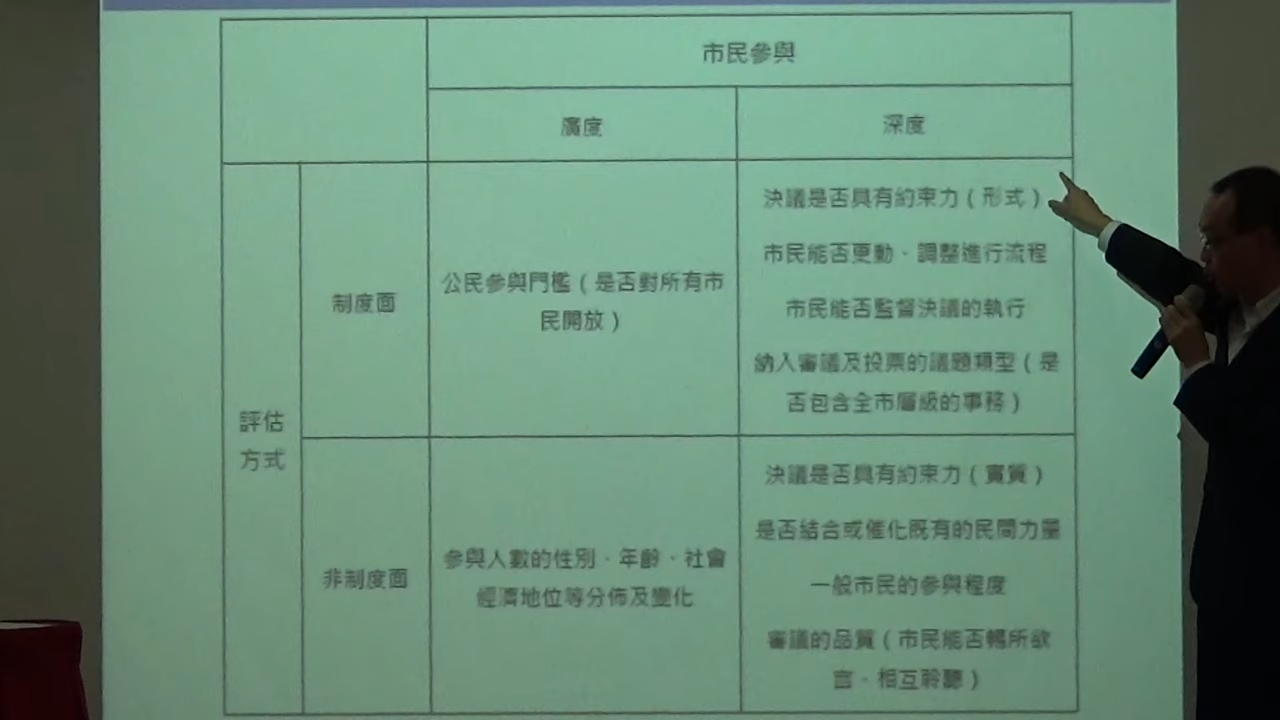 市民參與
廣度
深度
評估
方式
制度面
公民參與門檻（是否對所有市
民開放）
決議是否具有約束力（形式）
市民能否更動、調整進行流程
市民能否監督決議的執行
納入審議及投票的議題類型（是
否包含全市層級的事務）
非制度面
參與人數的性別、年齡、社會
經濟地位等分佈及變化
決議是否具有約束力（實質）
是否結合或催化既有的民間力量
一般市民的參與程度
審議的品質（市民能否暢所欲
言、相互聆聽）